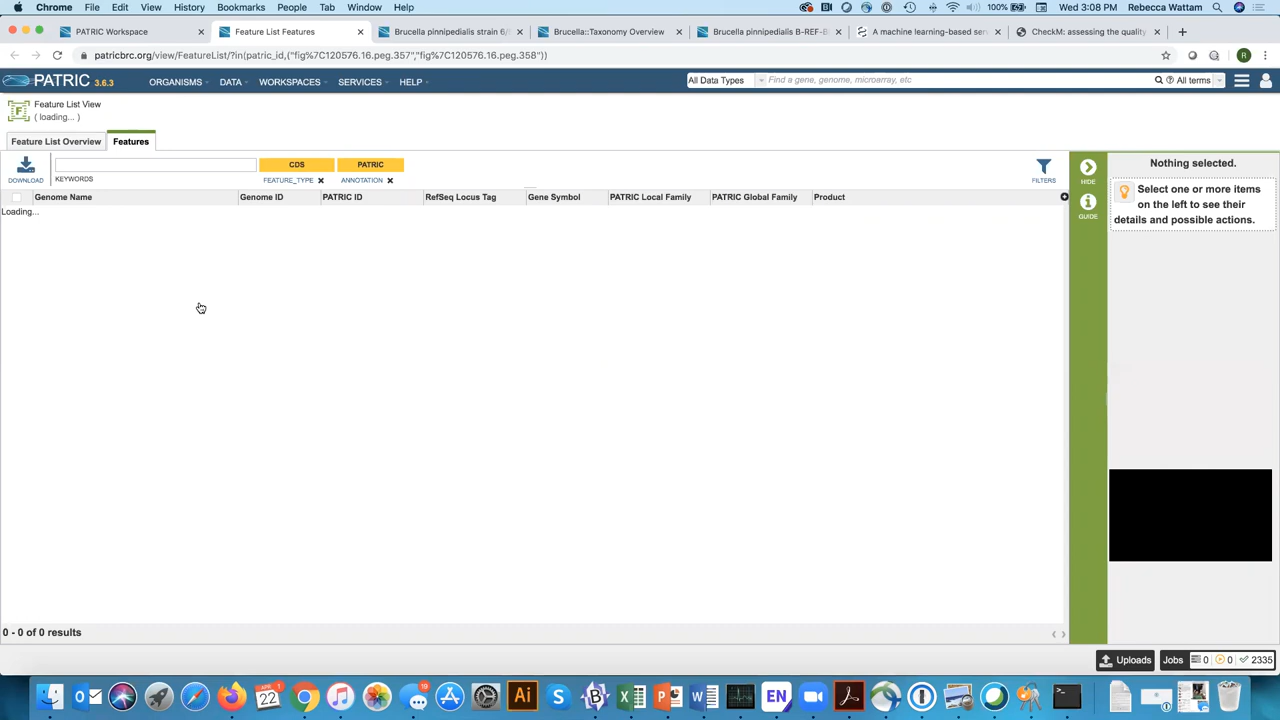 Chrome File Edit View History Bookmarks People Tab Window Help 100% Wed 3:08 PM Rebecca Wattam
PATRIC Workspace Feature List Features Brucella pinnipedialis strain 6/ Brucella::Taxonomy Overview Brucella pinnipedialis B-REF-B A machine learning-based ser CheckM: assessing the quality
patricbrc.org/view/FeatureList/?in(patric_id,("fig%7C120576.16.peg.357","fig%7C120576.16.peg.358")) R
PATRIC 3.6.3 ORGANISMS DATA WORKSPACES SERVICES HELP All Data Types Find a gene, genome, microarray, etc All terms
Feature List View
( loading... )
Feature List Overview Features
DOWNLOAD KEYWORDS
CDS PATRIC
FEATURE_TYPE ANNOTATION
FILTERS
HIDE
GUIDE
Nothing selected.
Select one or more items
on the left to see their
details and possible actions.
Genome Name Genome ID PATRIC ID RefSeq Locus Tag Gene Symbol PATRIC Local Family PATRIC Global Family Product
Loading...
0 - 0 of 0 results
Uploads Jobs 0 0 2335
APR 22 19 Ai EN